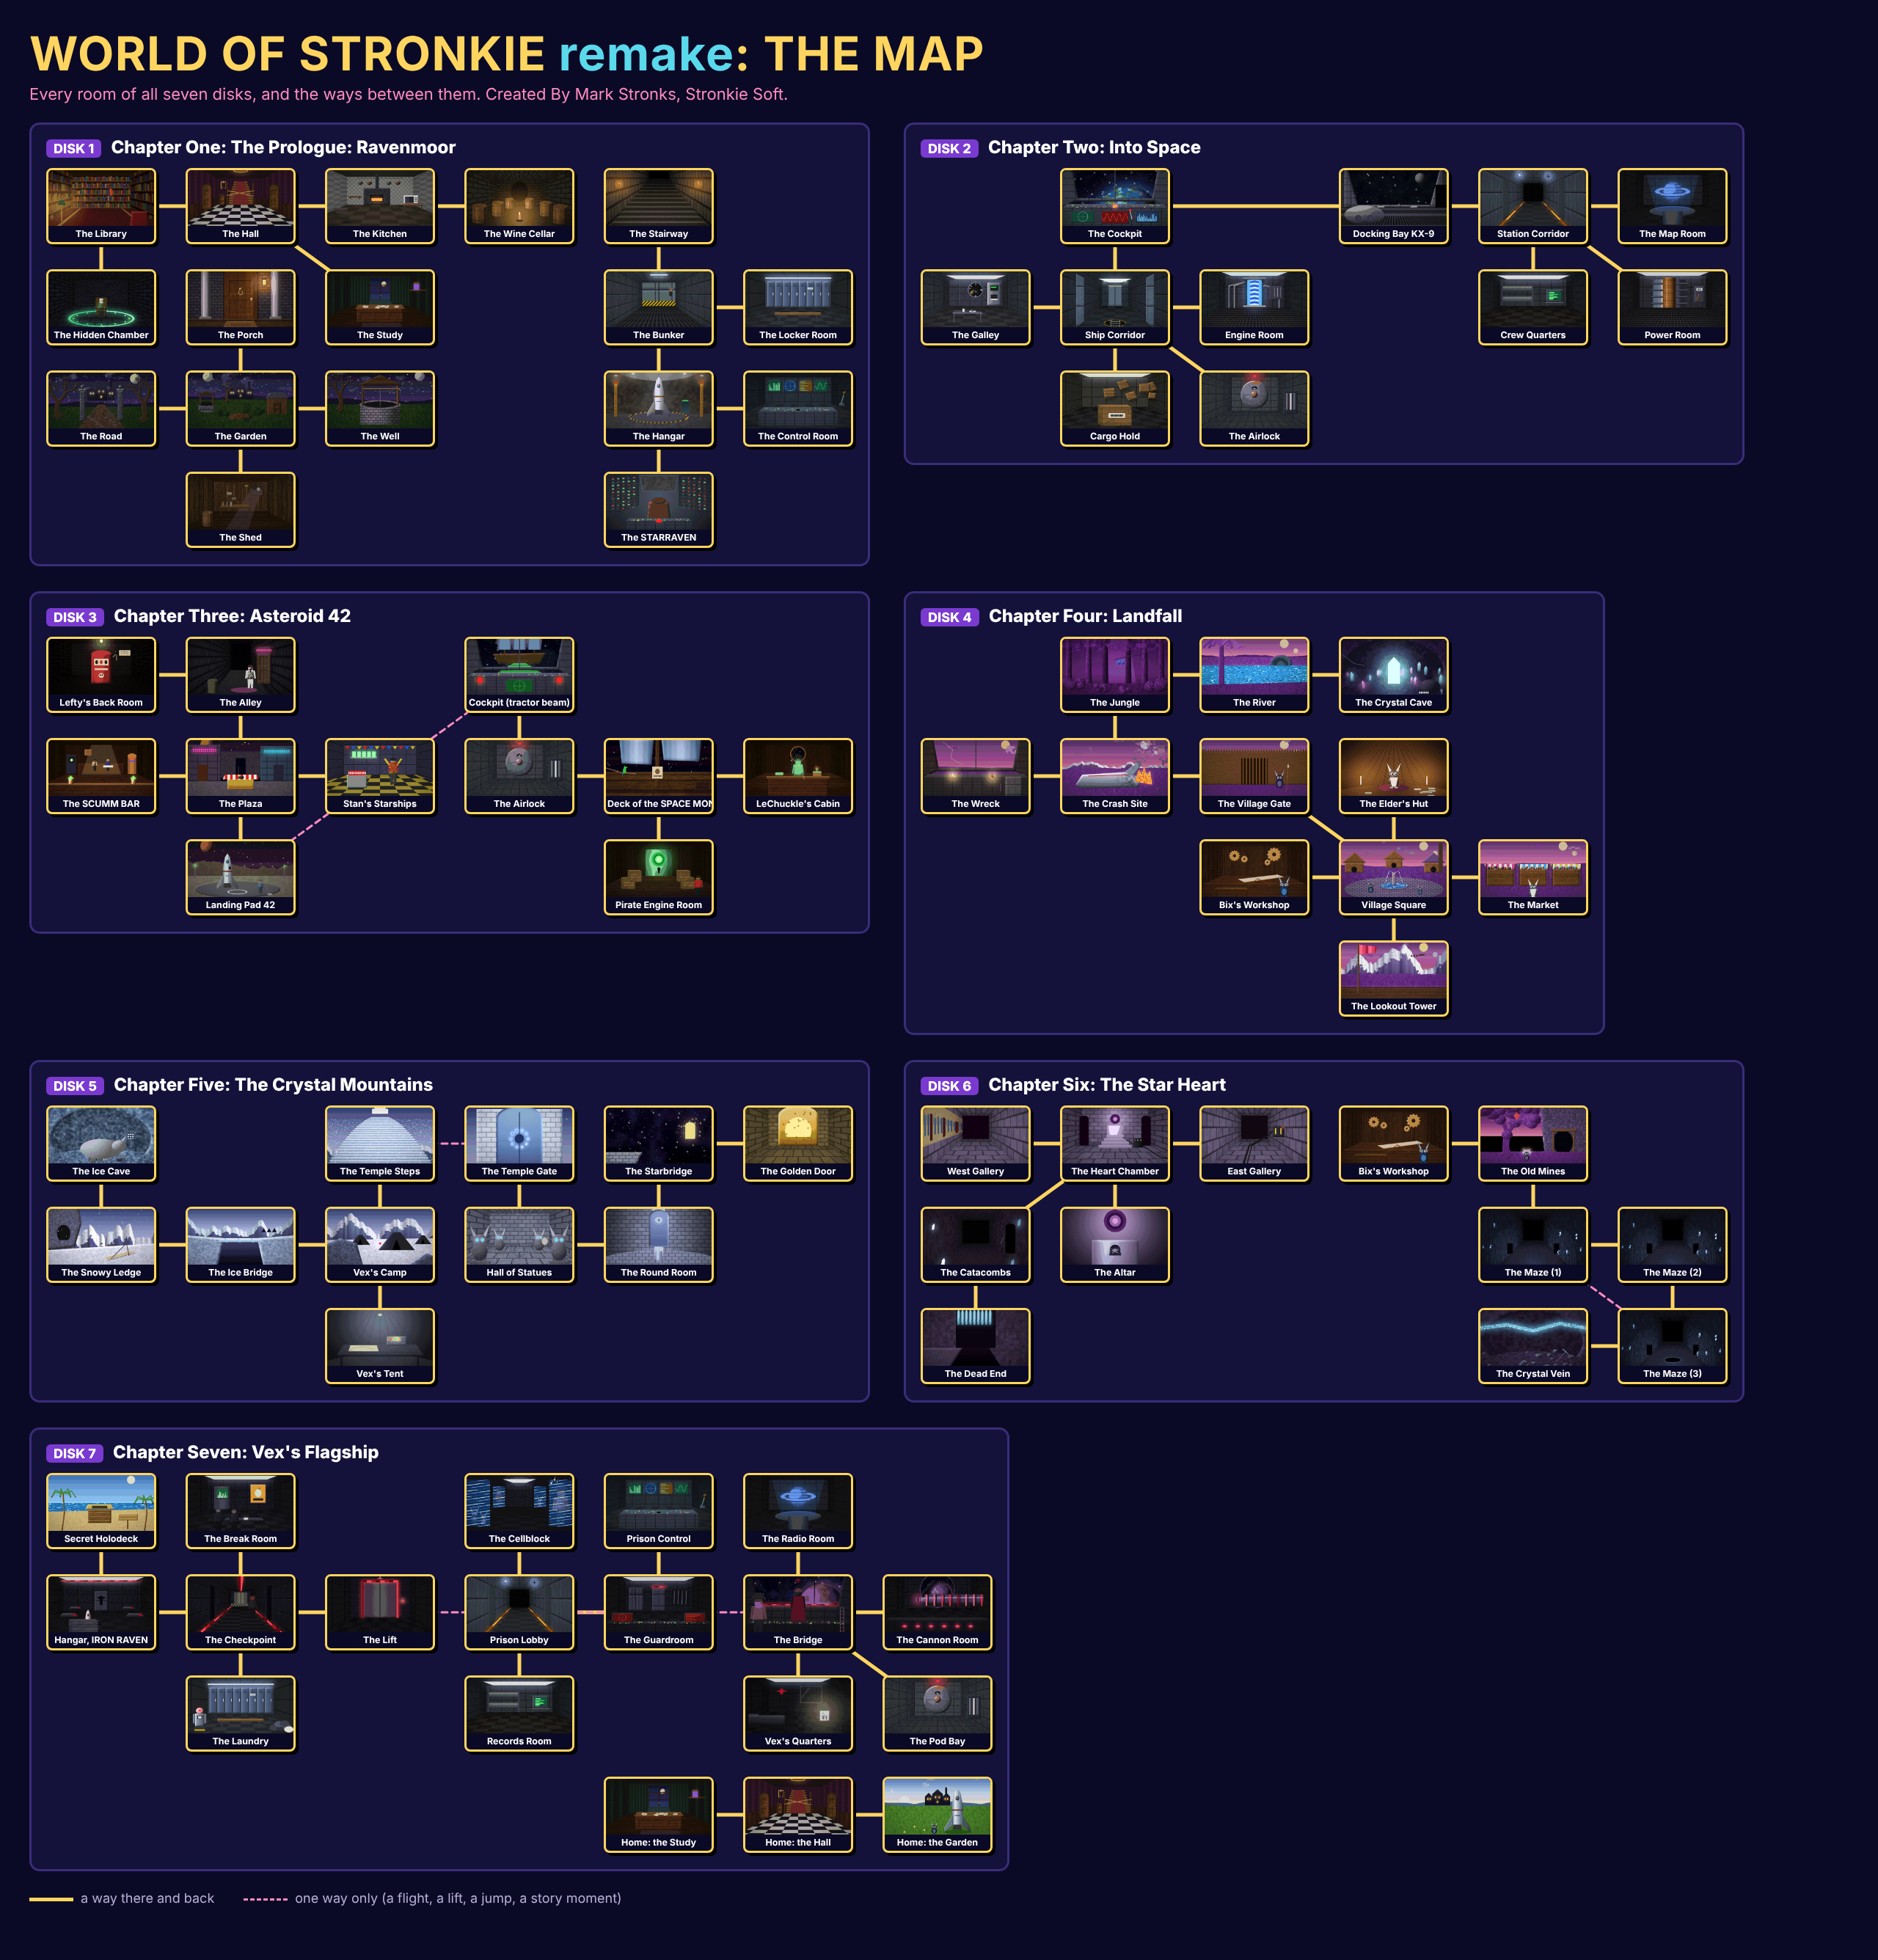 WORLD OF STRONKIE remake: THE MAP
Every room of all seven disks, and the ways between them. Created By Mark Stronks, Stronkie Soft.
DISK 1 Chapter One: The Prologue: Ravenmoor
The Library
The Hall
The Kitchen
The Wine Cellar
The Stairway
The Hidden Chamber
The Porch
The Study
The Bunker
The Locker Room
The Road
The Garden
The Well
The Hangar
The Control Room
The Shed
The STARRAVEN
DISK 2 Chapter Two: Into Space
The Cockpit
Docking Bay KX-9
Station Corridor
The Map Room
The Galley
Ship Corridor
Engine Room
Crew Quarters
Power Room
Cargo Hold
The Airlock
DISK 3 Chapter Three: Asteroid 42
Lefty's Back Room
The Alley
Cockpit (tractor beam)
The SCUMM BAR
The Plaza
Stan's Starships
The Airlock
Deck of the SPACE MON
LeChuckle's Cabin
Landing Pad 42
Pirate Engine Room
DISK 4 Chapter Four: Landfall
The Jungle
The River
The Crystal Cave
The Wreck
The Crash Site
The Village Gate
The Elder's Hut
Bix's Workshop
Village Square
The Market
The Lookout Tower
DISK 5 Chapter Five: The Crystal Mountains
The Ice Cave
The Temple Steps
The Temple Gate
The Starbridge
The Golden Door
The Snowy Ledge
The Ice Bridge
Vex's Camp
Hall of Statues
The Round Room
Vex's Tent
DISK 6 Chapter Six: The Star Heart
West Gallery
The Heart Chamber
East Gallery
Bix's Workshop
The Old Mines
The Catacombs
The Altar
The Maze (1)
The Maze (2)
The Dead End
The Crystal Vein
The Maze (3)
DISK 7 Chapter Seven: Vex's Flagship
Secret Holodeck
The Break Room
The Cellblock
Prison Control
The Radio Room
Hangar, IRON RAVEN
The Checkpoint
The Lift
Prison Lobby
The Guardroom
The Bridge
The Cannon Room
The Laundry
Records Room
Vex's Quarters
The Pod Bay
Home: the Study
Home: the Hall
Home: the Garden
a way there and back
one way only (a flight, a lift, a jump, a story moment)